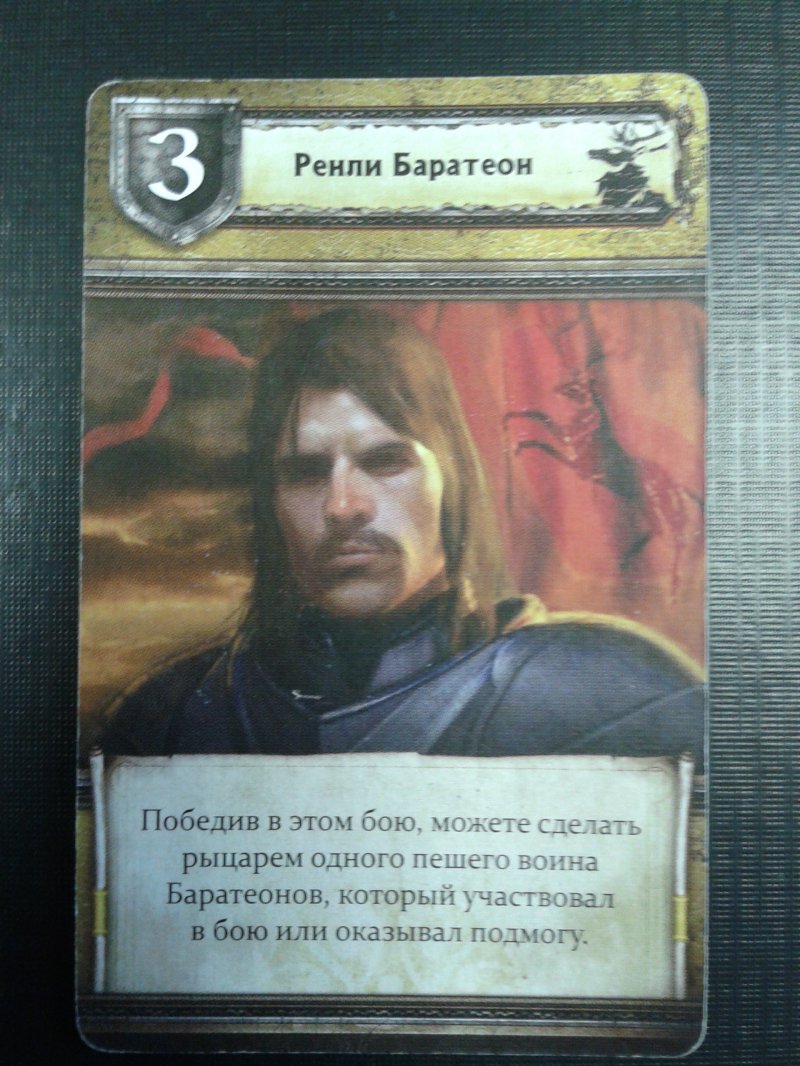 3
Ренли Баратеон
Победив в этом бою, можете сделать
рыцарем одного пешего воина
Баратеонов, который участвовал
в бою или оказывал подмогу.